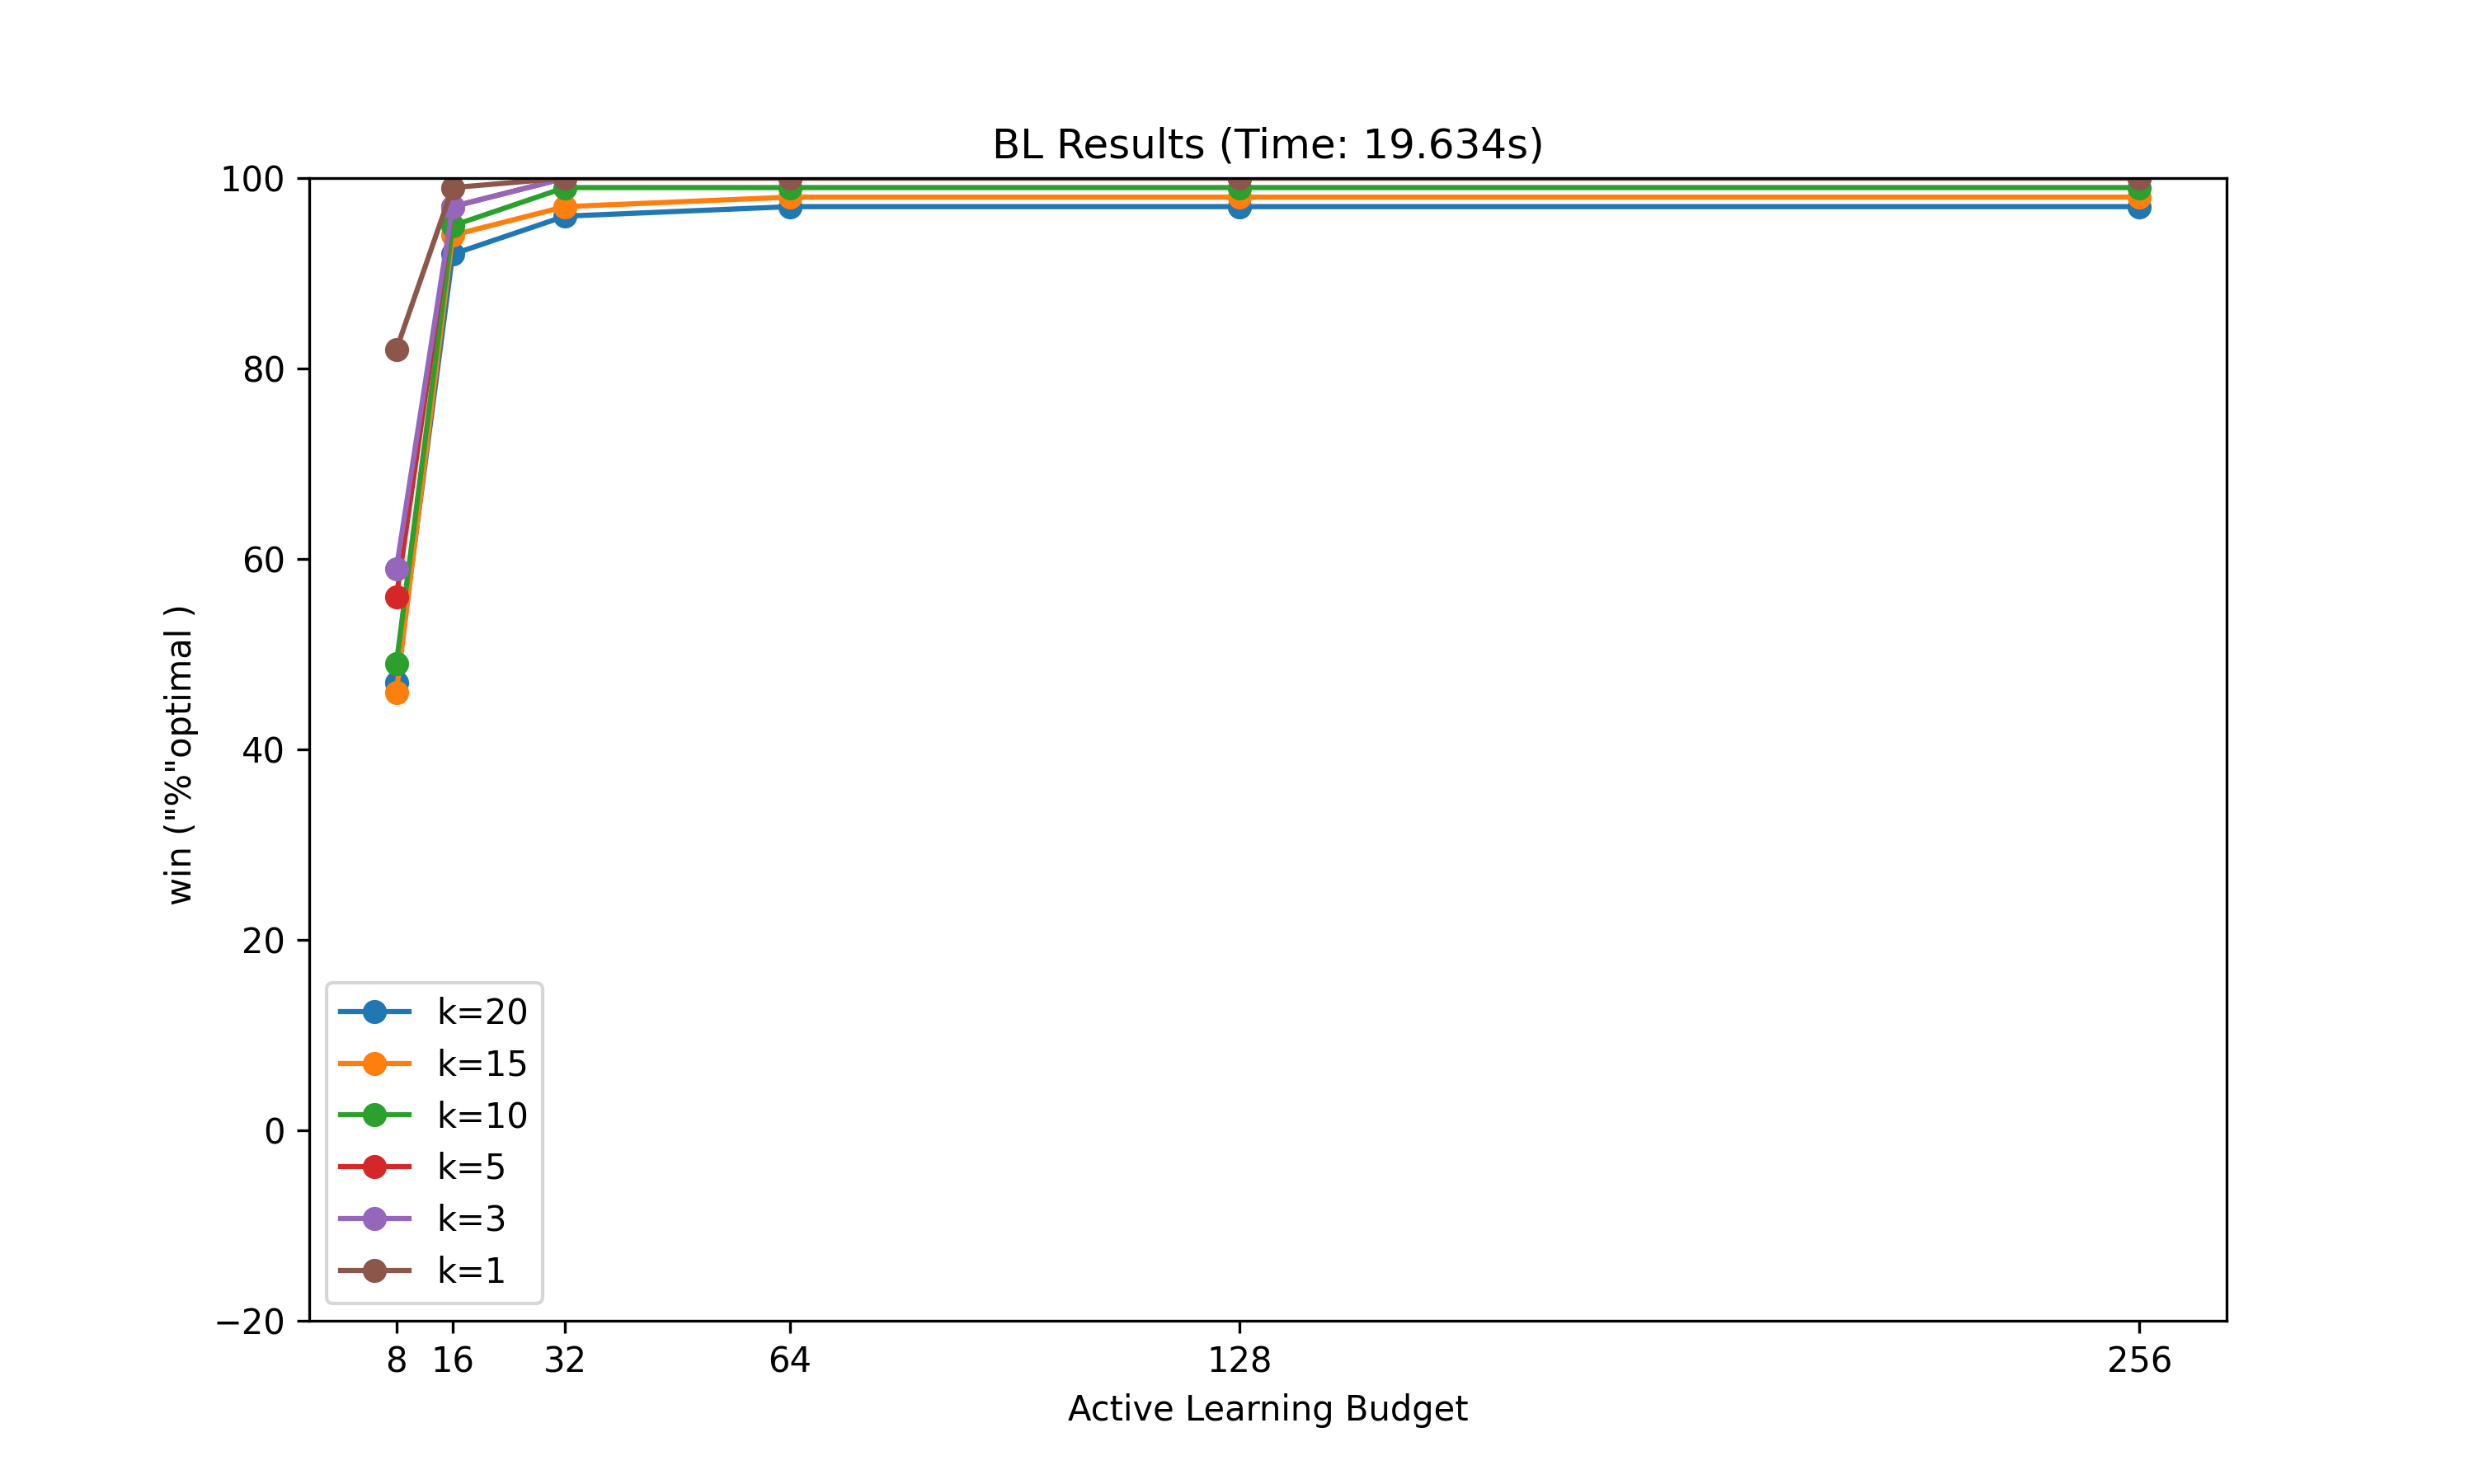 BL Results (Time: 19.634s)
100
80
60
40
20
0
−20
win ("%"optimal )
k=20
k=15
k=10
k=5
k=3
k=1
8 16 32 64 128 256
Active Learning Budget